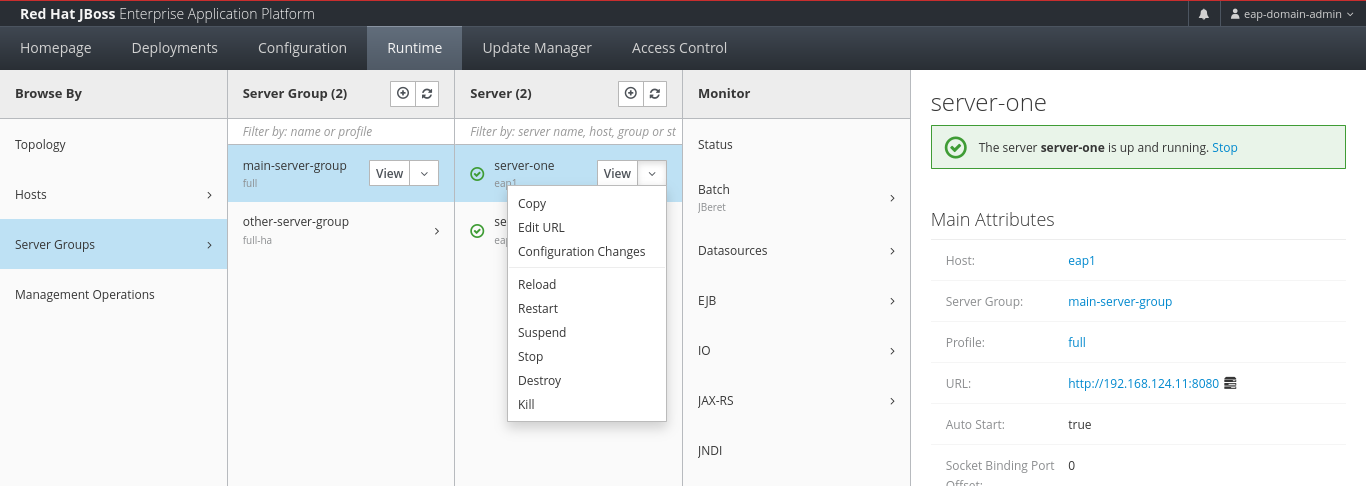 Red Hat JBoss Enterprise Application Platform
eap-domain-admin
Homepage Deployments Configuration Runtime Update Manager Access Control
Browse By
Topology
Hosts
Server Groups
Management Operations
Server Group (2)
Filter by: name or profile
main-server-group
full
View
other-server-group
full-ha
Server (2)
Filter by: server name, host, group or st
server-one
eap1
View
se
Copy
Edit URL
Configuration Changes
Reload
Restart
Suspend
Stop
Destroy
Kill
Monitor
Status
Batch
JBeret
Datasources
EJB
IO
JAX-RS
JNDI
server-one
The server server-one is up and running. Stop
Main Attributes
Host: eap1
Server Group: main-server-group
Profile: full
URL: http://192.168.124.11:8080
Auto Start: true
Socket Binding Port 0
Offset: